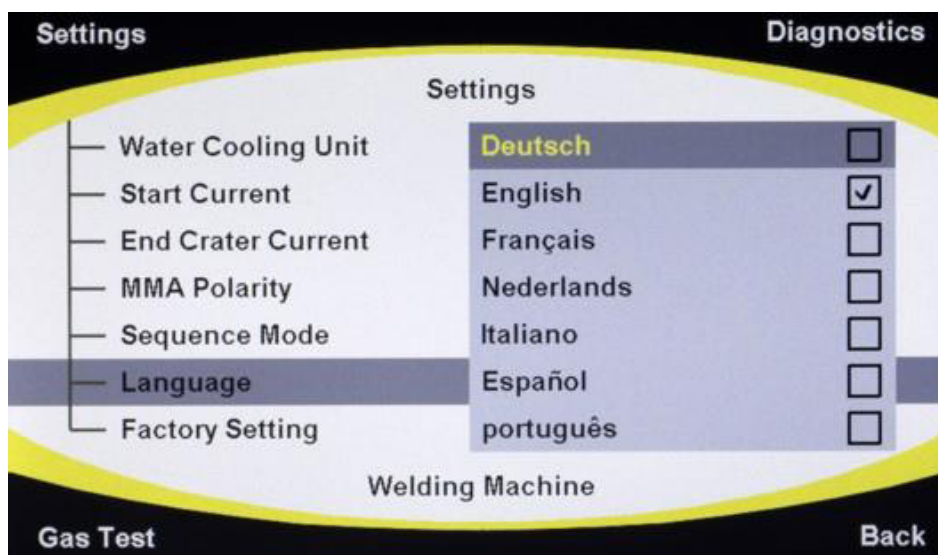 Settings Diagnostics
Settings
Water Cooling Unit Deutsch
Start Current English
End Crater Current Français
MMA Polarity Nederlands
Sequence Mode Italiano
Language Español
Factory Setting português
Welding Machine
Gas Test Back